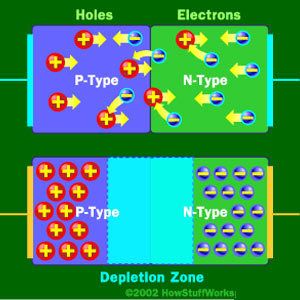 Holes Electrons
P-Type N-Type
P-Type N-Type
Depletion Zone
©2002 HowStuffWorks